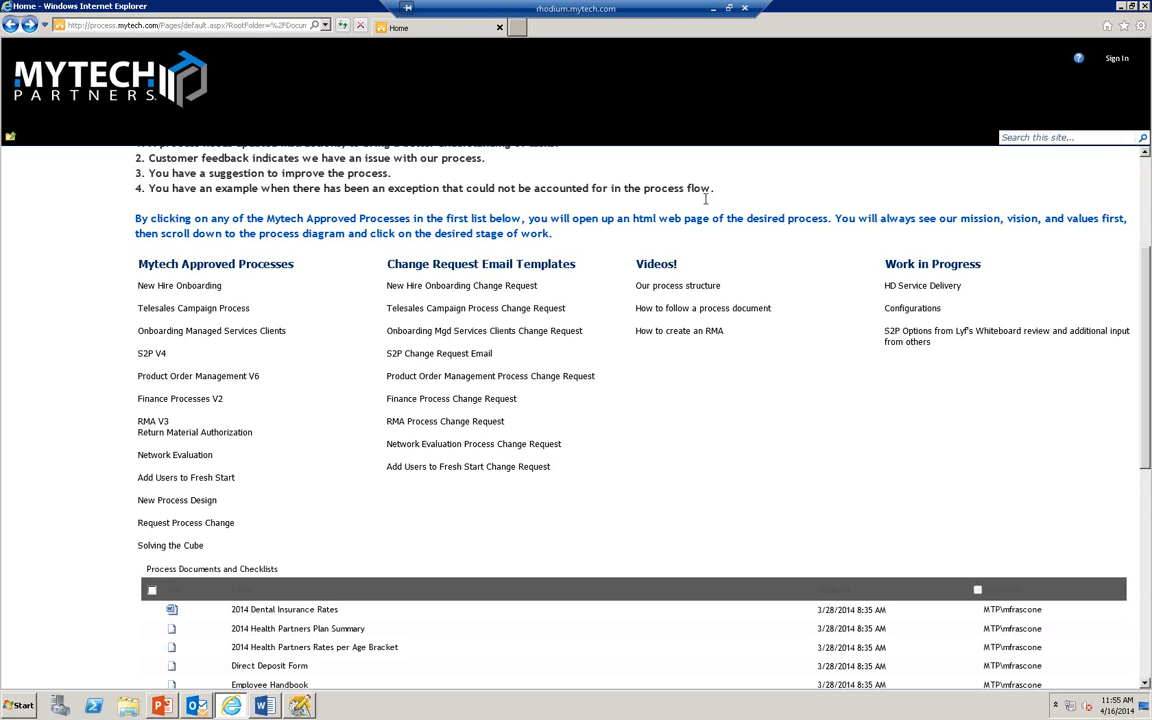 Home - Windows Internet Explorer
rhodium.mytech.com
http://process.mytech.com/Pages/default.aspx?RootFolder=%2FDocum
Home
MYTECH
PARTNERS.
Sign In
Search this site...
2. Customer feedback indicates we have an issue with our process.
3. You have a suggestion to improve the process.
4. You have an example when there has been an exception that could not be accounted for in the process flow.
By clicking on any of the Mytech Approved Processes in the first list below, you will open up an html web page of the desired process. You will always see our mission, vision, and values first,
then scroll down to the process diagram and click on the desired stage of work.
Mytech Approved Processes
New Hire Onboarding
Telesales Campaign Process
Onboarding Managed Services Clients
S2P V4
Product Order Management V6
Finance Processes V2
RMA V3
Return Material Authorization
Network Evaluation
Add Users to Fresh Start
New Process Design
Request Process Change
Solving the Cube
Change Request Email Templates
New Hire Onboarding Change Request
Telesales Campaign Process Change Request
Onboarding Mgd Services Clients Change Request
S2P Change Request Email
Product Order Management Process Change Request
Finance Process Change Request
RMA Process Change Request
Network Evaluation Process Change Request
Add Users to Fresh Start Change Request
Videos!
Our process structure
How to follow a process document
How to create an RMA
Work in Progress
HD Service Delivery
Configurations
S2P Options from Lyf's Whiteboard review and additional input
from others
Process Documents and Checklists
2014 Dental Insurance Rates 3/28/2014 8:35 AM MTP\mfrascone
2014 Health Partners Plan Summary 3/28/2014 8:35 AM MTP\mfrascone
2014 Health Partners Rates per Age Bracket 3/28/2014 8:35 AM MTP\mfrascone
Direct Deposit Form 3/28/2014 8:35 AM MTP\mfrascone
Employee Handbook 3/28/2014 8:35 AM MTP\mfrascone
Start
11:55 AM
4/16/2014